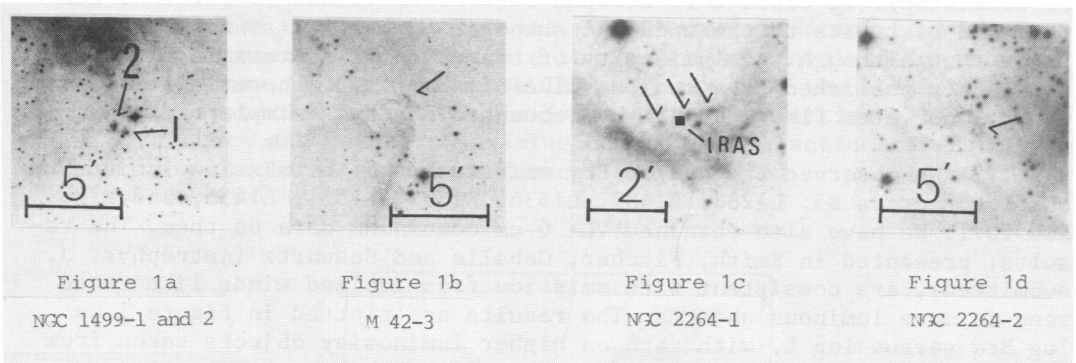 2
1
5'
5'
IRAS
2'
5'
Figure 1a
Figure 1b
Figure 1c
Figure 1d
NGC 1499-1 and 2
M 42-3
NGC 2264-1
NGC 2264-2